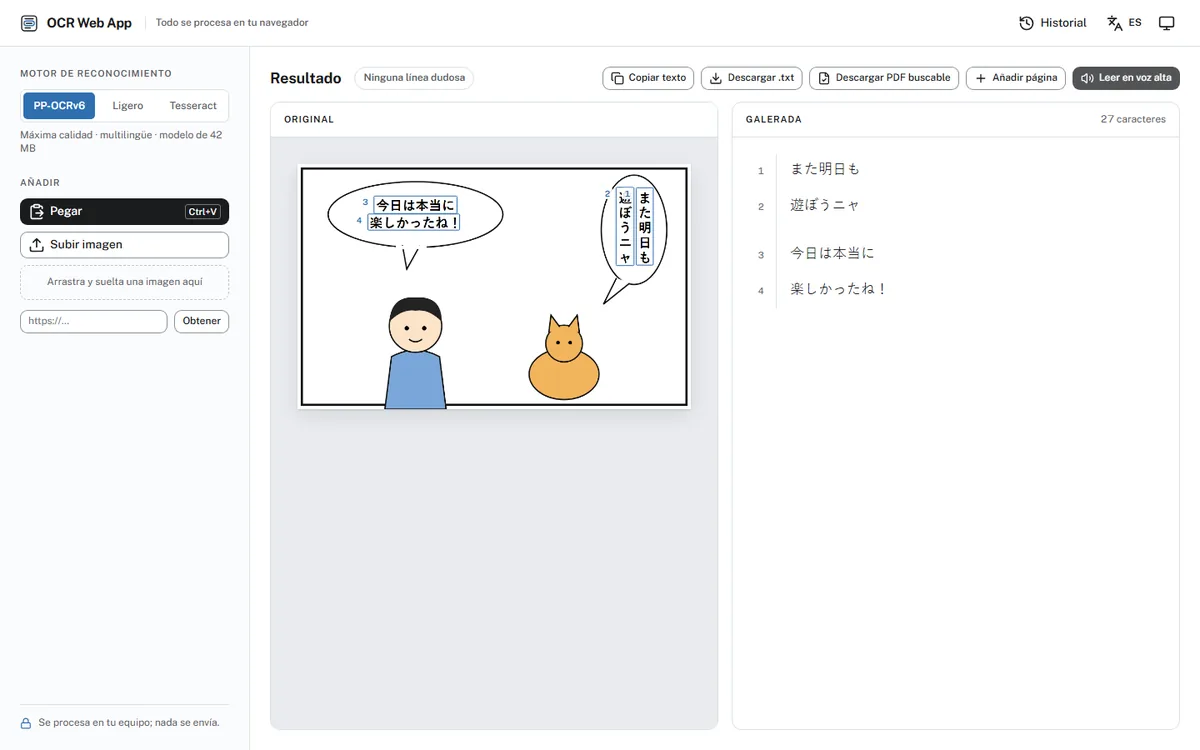 OCR Web App
Todo se procesa en tu navegador
Historial
ES
MOTOR DE RECONOCIMIENTO
PP-OCRv6
Ligero
Tesseract
Máxima calidad · multilingüe · modelo de 42
MB
AÑADIR
Pegar
Ctrl+V
Subir imagen
Arrastra y suelta una imagen aquí
https://...
Obtener
Se procesa en tu equipo; nada se envía.
Resultado
Ninguna línea dudosa
Copiar texto
Descargar .txt
Descargar PDF buscable
Añadir página
Leer en voz alta
ORIGINAL
3 今日は本当に
4 楽しかったね！
1 また明日も
2 遊ぼうニャ
GALERADA
27 caracteres
1 また明日も
2 遊ぼうニャ
3 今日は本当に
4 楽しかったね！